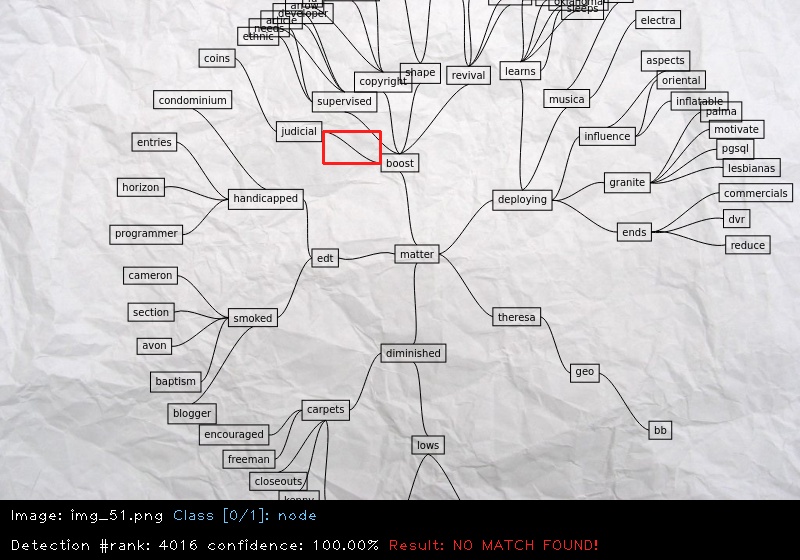 arrow
oklahoma
developer
sleeps
article
electra
needs
ethnic
coins
aspects
shape
learns
revival
copyright
oriental
condominium
supervised
musica
inflatable
palma
judicial
influence
motivate
entries
pgsql
boost
lesbianas
horizon
granite
commercials
handicapped
deploying
dvr
programmer
ends
reduce
edt
matter
cameron
section
smoked
theresa
avon
diminished
baptism
geo
blogger
carpets
encouraged
bb
lows
freeman
closeouts
kenny
Image: img_51.png Class [0/1]: node
Detection #rank: 4016 confidence: 100.00% Result: NO MATCH FOUND!